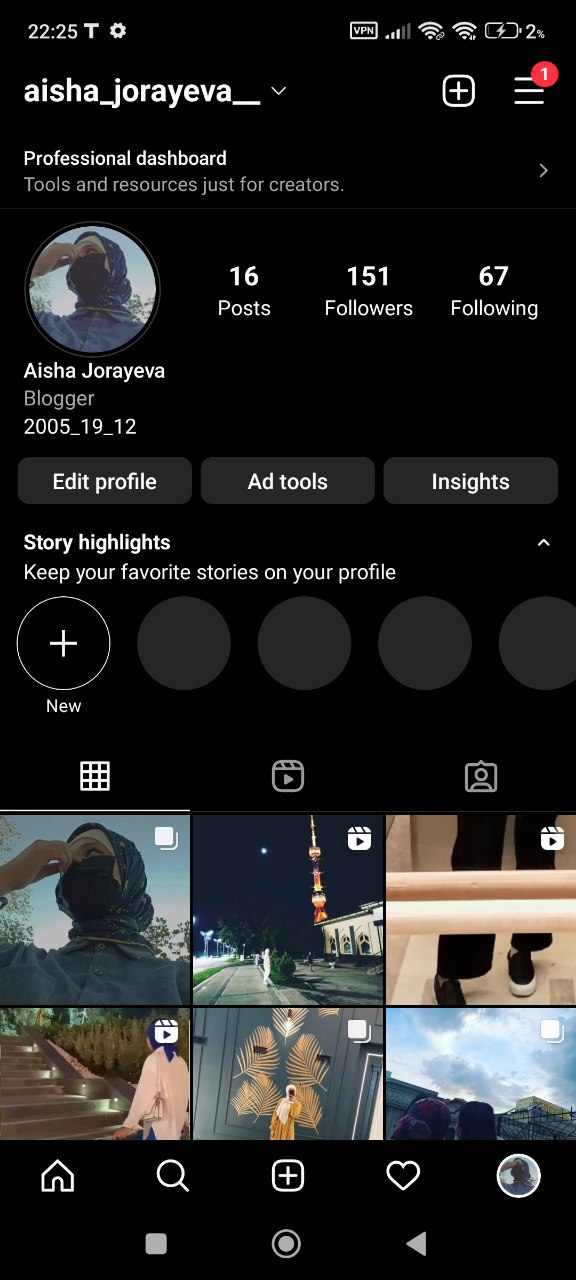 22:25 T
VPN 2%
aisha_jorayeva__
1
Professional dashboard
Tools and resources just for creators.
16 151 67
Posts Followers Following
Aisha Jorayeva
Blogger
2005_19_12
Edit profile Ad tools Insights
Story highlights
Keep your favorite stories on your profile
New